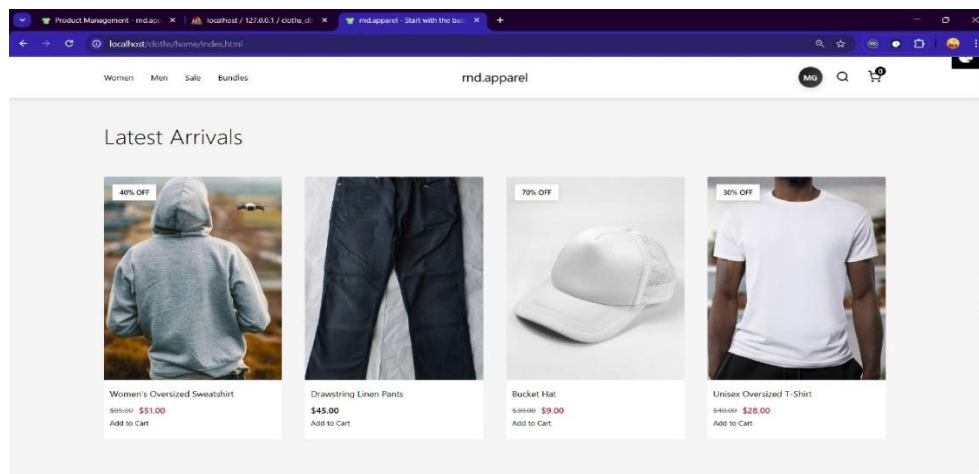 Product Management - rnd.app
localhost / 127.0.0.1 / cloths_d
rnd.apparel - Start with the bas
localhost/cloths/home/index.html
Women Men Sale Bundles
rnd.apparel
MG
0
Latest Arrivals
40% OFF
70% OFF
30% OFF
Women's Oversized Sweatshirt
$85.00 $51.00
Add to Cart
Drawstring Linen Pants
$45.00
Add to Cart
Bucket Hat
$30.00 $9.00
Add to Cart
Unisex Oversized T-Shirt
$40.00 $28.00
Add to Cart